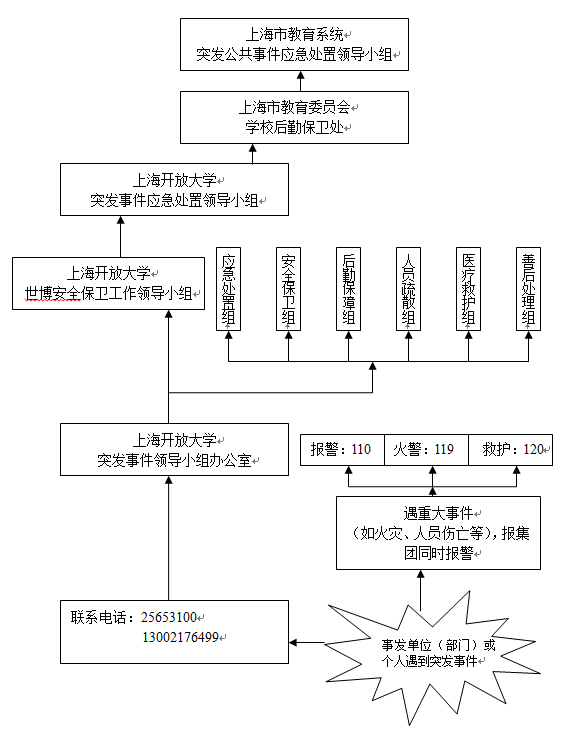 上海市教育系统
突发公共事件应急处置领导小组
上海市教育委员会
学校后勤保卫处
上海开放大学
突发事件应急处置领导小组
上海开放大学
世博安全保卫工作领导小组
应急处置组
安全保卫组
后勤保障组
人员疏散组
医疗救护组
善后处理组
上海开放大学
突发事件领导小组办公室
报警：110
火警：119
救护：120
遇重大事件
（如火灾、人员伤亡等），报集
团同时报警
联系电话：25653100
13002176499
事发单位（部门）或
个人遇到突发事件